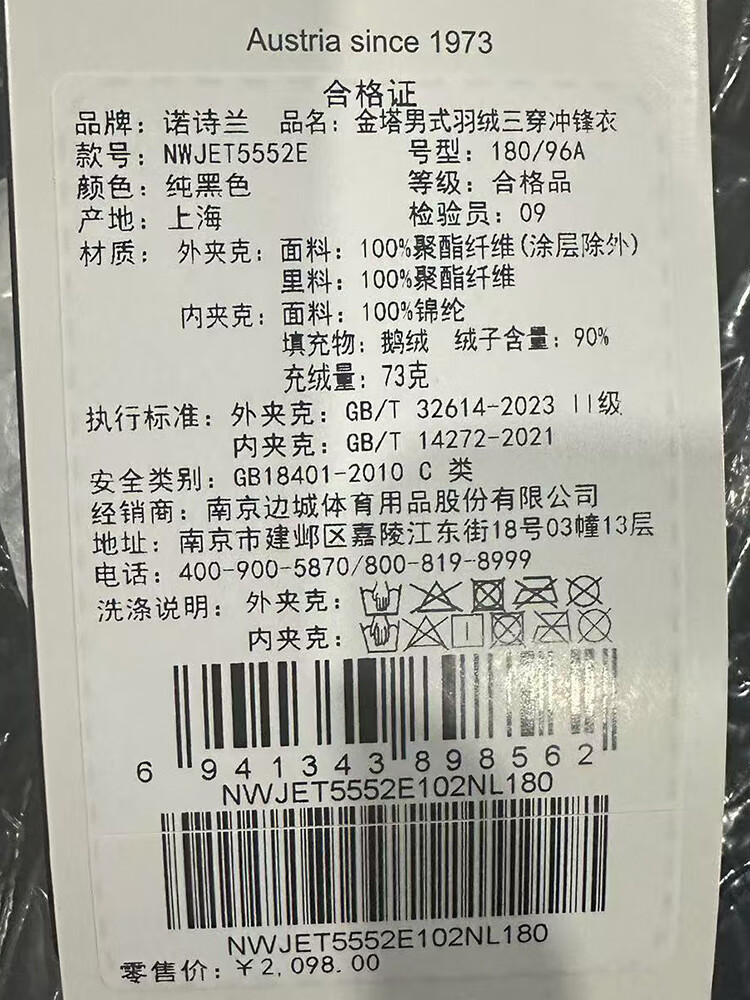 Austria since 1973
合格证
品牌：诺诗兰 品名：金塔男式羽绒三穿冲锋衣
款号：NWJET5552E 号型：180/96A
颜色：纯黑色 等级：合格品
产地：上海 检验员：09
材质：外夹克：面料：100%聚酯纤维(涂层除外)
里料：100%聚酯纤维
内夹克：面料：100%锦纶
填充物：鹅绒 绒子含量：90%
充绒量：73克
执行标准：外夹克：GB/T 32614-2023 II级
内夹克：GB/T 14272-2021
安全类别：GB18401-2010 C 类
经销商：南京边城体育用品股份有限公司
地址：南京市建邺区嘉陵江东街18号03幢13层
电话：400-900-5870/800-819-8999
洗涤说明：外夹克：
内夹克：
6 941343 898562
NWJET5552E102NL180
NWJET5552E102NL180
零售价：￥2,098.00